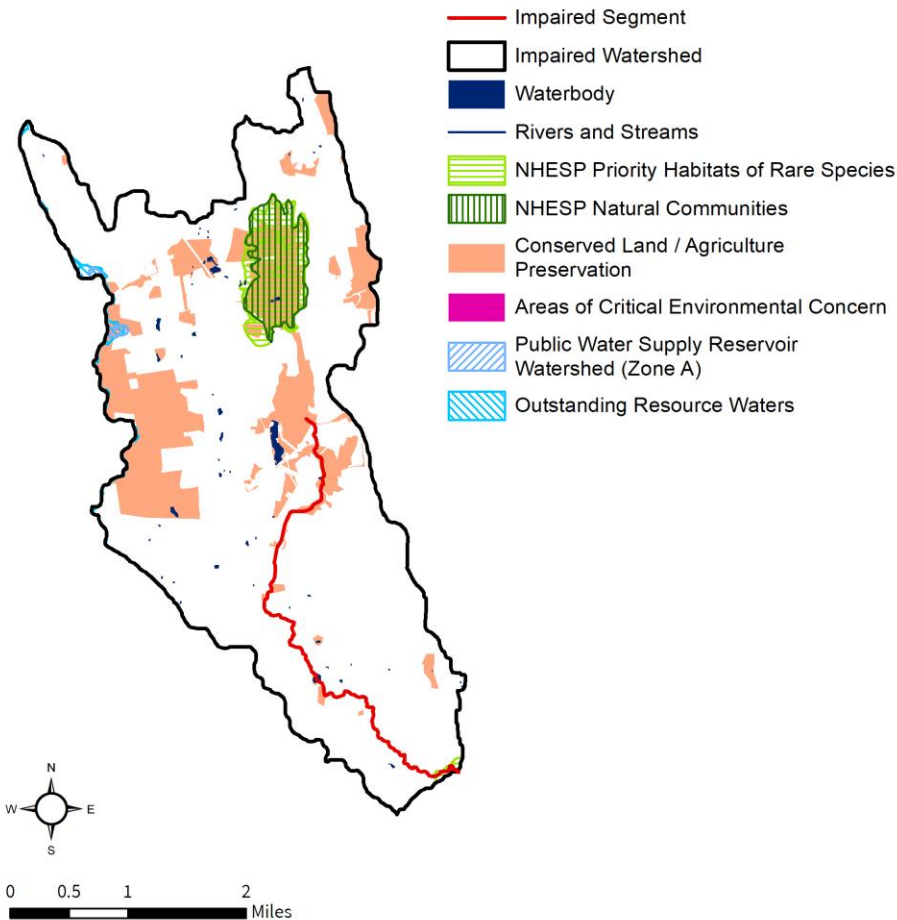 Impaired Segment
Impaired Watershed
Waterbody
Rivers and Streams
NHESP Priority Habitats of Rare Species
NHESP Natural Communities
Conserved Land / Agriculture
Preservation
Areas of Critical Environmental Concern
Public Water Supply Reservoir
Watershed (Zone A)
Outstanding Resource Waters
N
W E
S
0 0.5 1 2
Miles